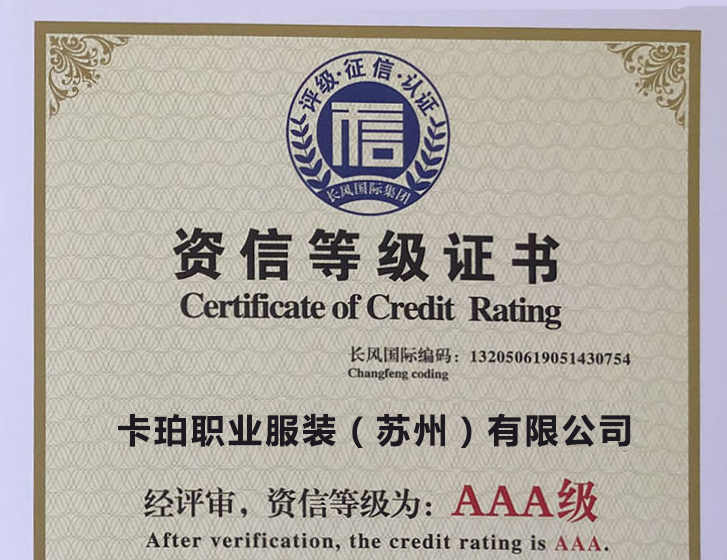 评级·征信·认证
信
长风国际集团
资信等级证书
Certificate of Credit Rating
长风国际编码：132050619051430754
Changfeng coding
卡珀职业服装（苏州）有限公司
经评审，资信等级为：AAA级
After verification, the credit rating is AAA.